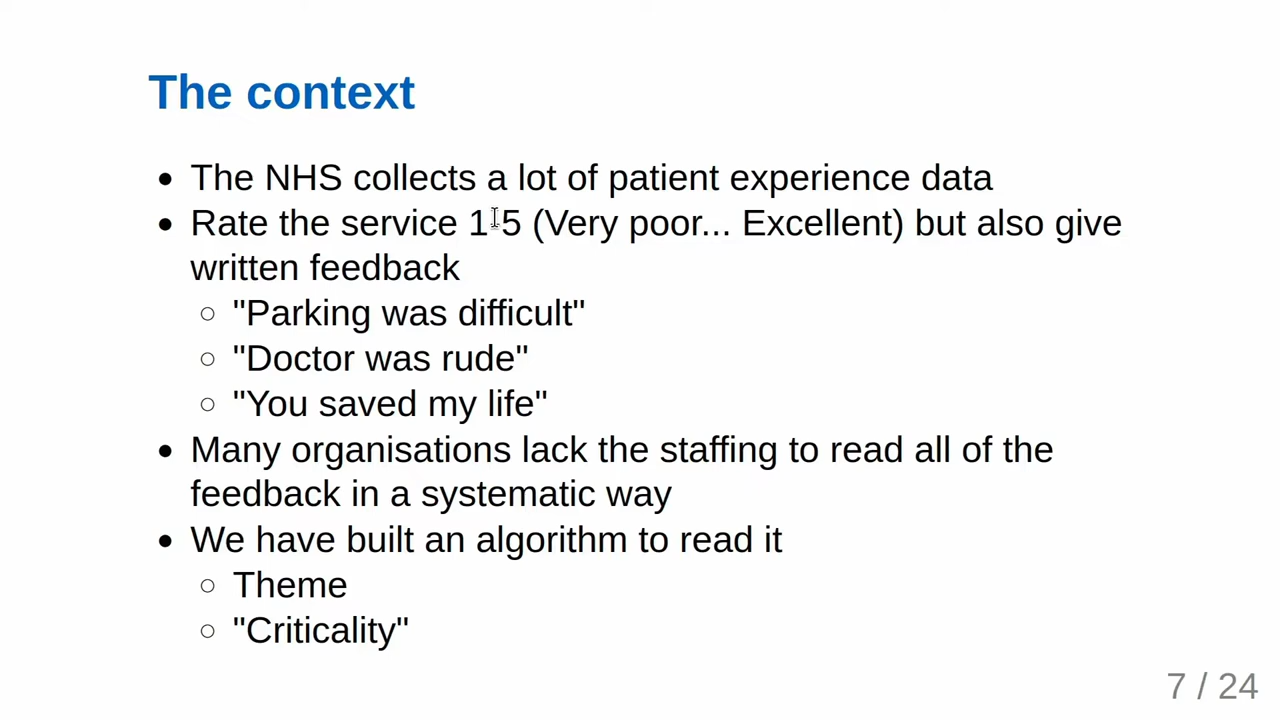 The context
• The NHS collects a lot of patient experience data
• Rate the service 1-5 (Very poor... Excellent) but also give
written feedback
○ "Parking was difficult"
○ "Doctor was rude"
○ "You saved my life"
• Many organisations lack the staffing to read all of the
feedback in a systematic way
• We have built an algorithm to read it
○ Theme
○ "Criticality"
7 / 24